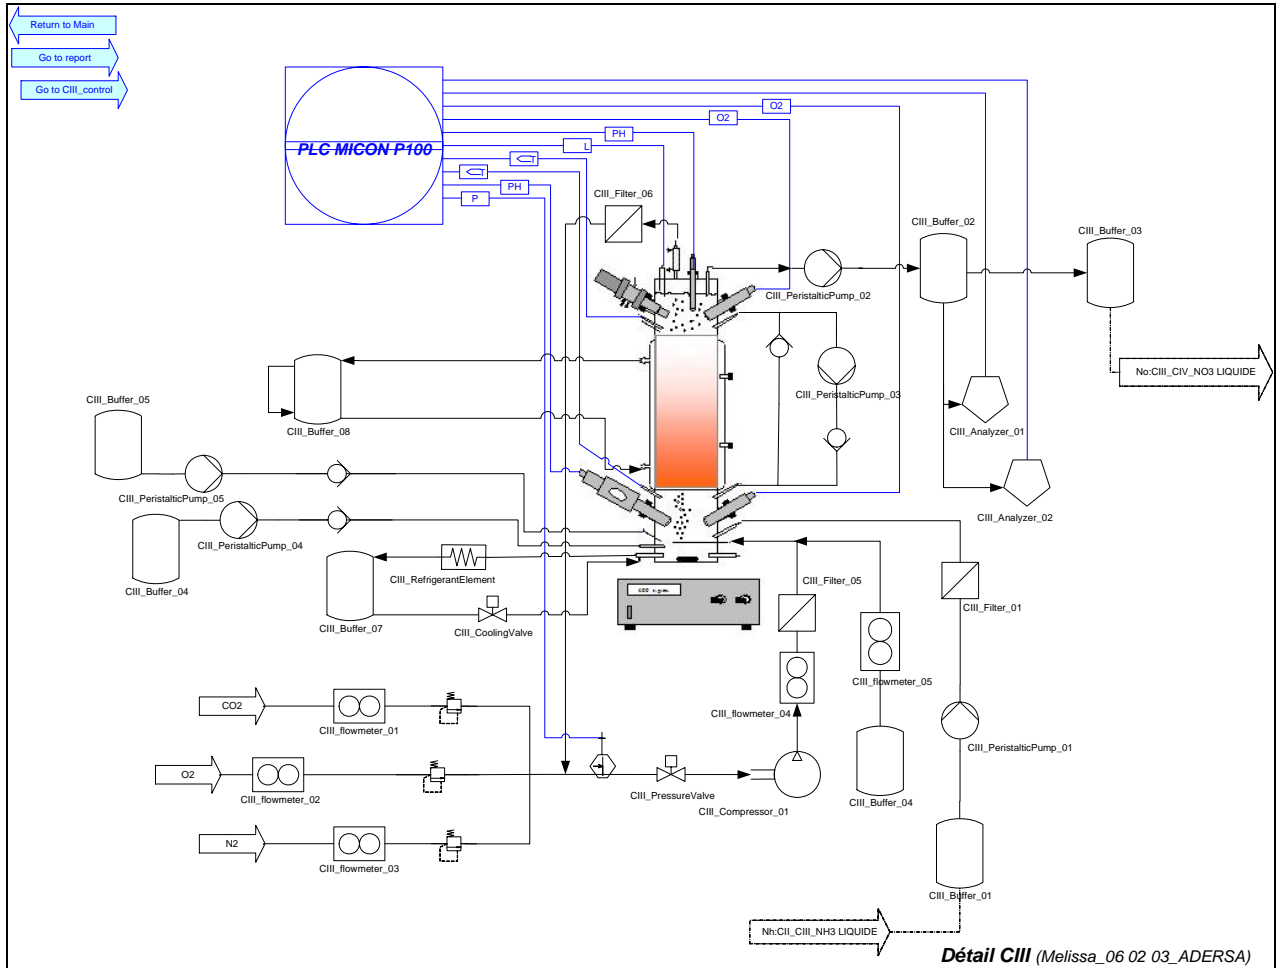 Return to Main
Go to report
Go to CIII_control
PLC MICON P100
O2
O2
PH
L
T
T
PH
P
CIII_Filter_06
CIII_Buffer_02
CIII_Buffer_03
CIII_PeristalticPump_02
No:CIII_CIV_NO3 LIQUIDE
CIII_PeristalticPump_03
CIII_Buffer_05
CIII_Buffer_08
CIII_Analyzer_01
CIII_PeristalticPump_05
CIII_Analyzer_02
CIII_PeristalticPump_04
CIII_RefrigerantElement
CIII_Filter_05
CIII_Buffer_04
CIII_Filter_01
CIII_Buffer_07
CIII_CoolingValve
CIII_flowmeter_05
CO2
CIII_flowmeter_04
CIII_flowmeter_01
CIII_PeristalticPump_01
O2
CIII_flowmeter_02
CIII_PressureValve
CIII_Buffer_04
CIII_Compressor_01
N2
CIII_flowmeter_03
CIII_Buffer_01
Nh:CII_CIII_NH3 LIQUIDE
Détail CIII (Melissa_06 02 03_ADERSA)